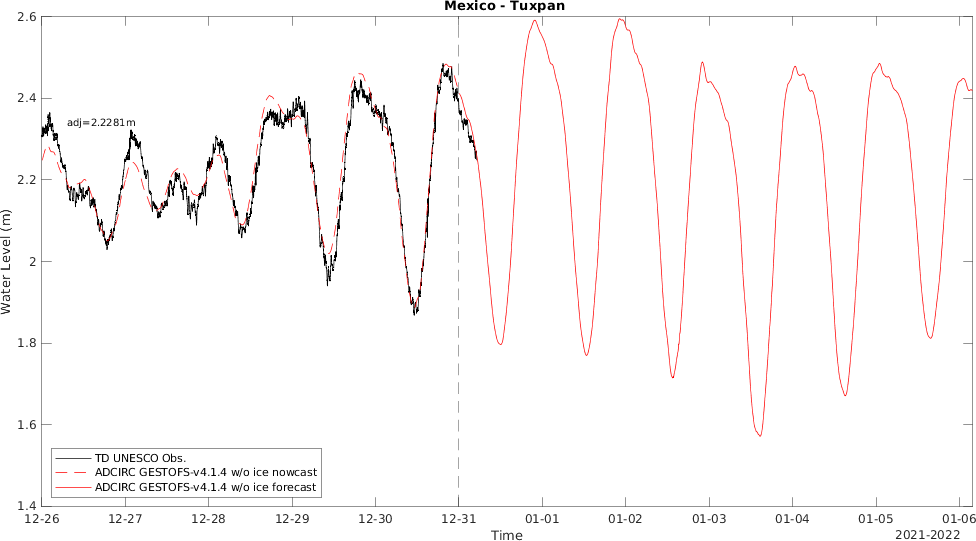 Mexico - Tuxpan
Water Level (m)
2.6
2.4
2.2
2
1.8
1.6
1.4
adj=2.2281m
TD UNESCO Obs.
ADCIRC GESTOFS-v4.1.4 w/o ice nowcast
ADCIRC GESTOFS-v4.1.4 w/o ice forecast
12-26 12-27 12-28 12-29 12-30 12-31 01-01 01-02 01-03 01-04 01-05 01-06
Time
2021-2022